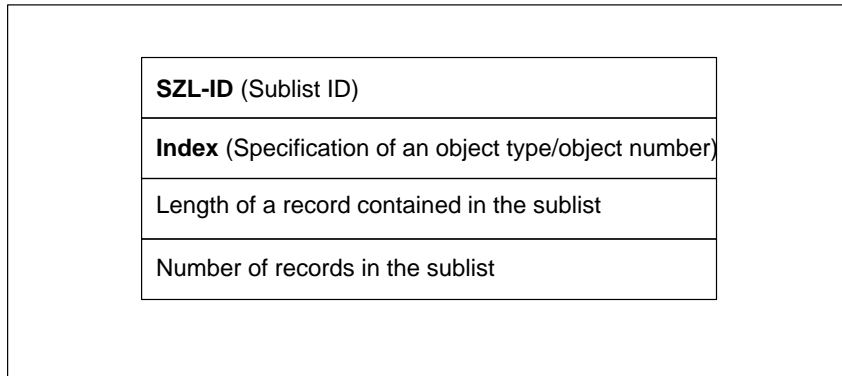 SZL-ID (Sublist ID)
Index (Specification of an object type/object number)
Length of a record contained in the sublist
Number of records in the sublist